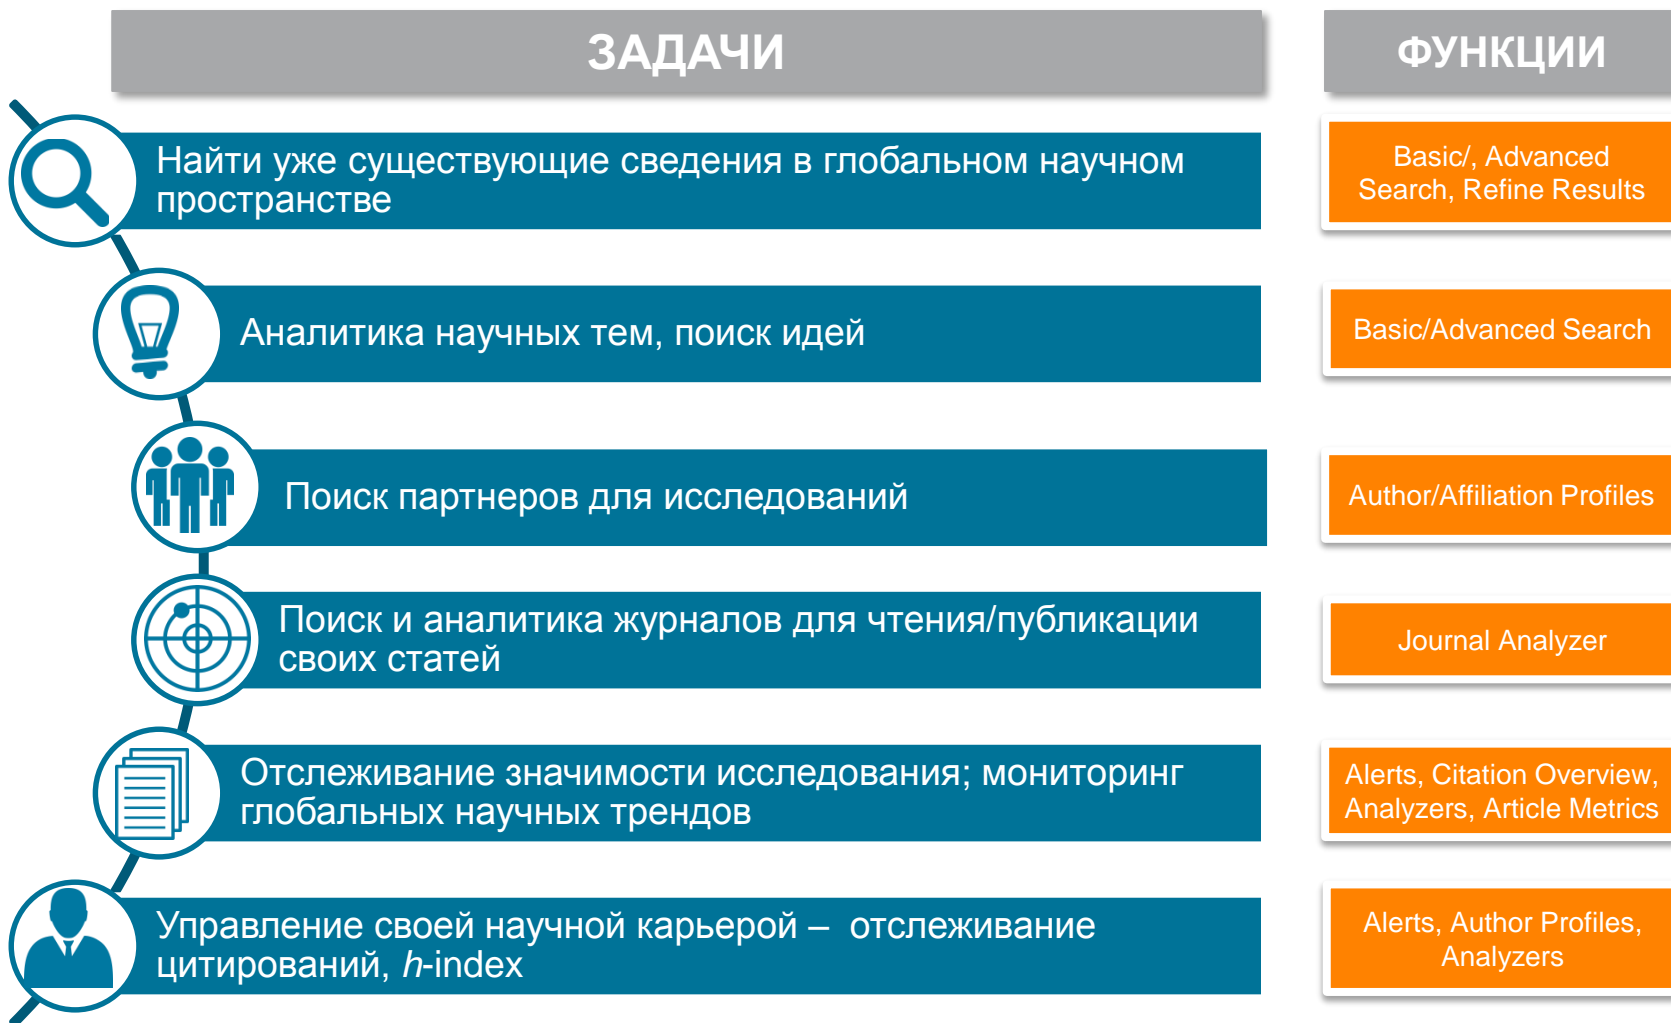 ЗАДАЧИ
ФУНКЦИИ
Найти уже существующие сведения в глобальном научном
пространстве
Basic/, Advanced
Search, Refine Results
Аналитика научных тем, поиск идей
Basic/Advanced Search
Поиск партнеров для исследований
Author/Affiliation Profiles
Поиск и аналитика журналов для чтения/публикации
своих статей
Journal Analyzer
Отслеживание значимости исследования; мониторинг
глобальных научных трендов
Alerts, Citation Overview,
Analyzers, Article Metrics
Управление своей научной карьерой – отслеживание
цитирований, h-index
Alerts, Author Profiles,
Analyzers